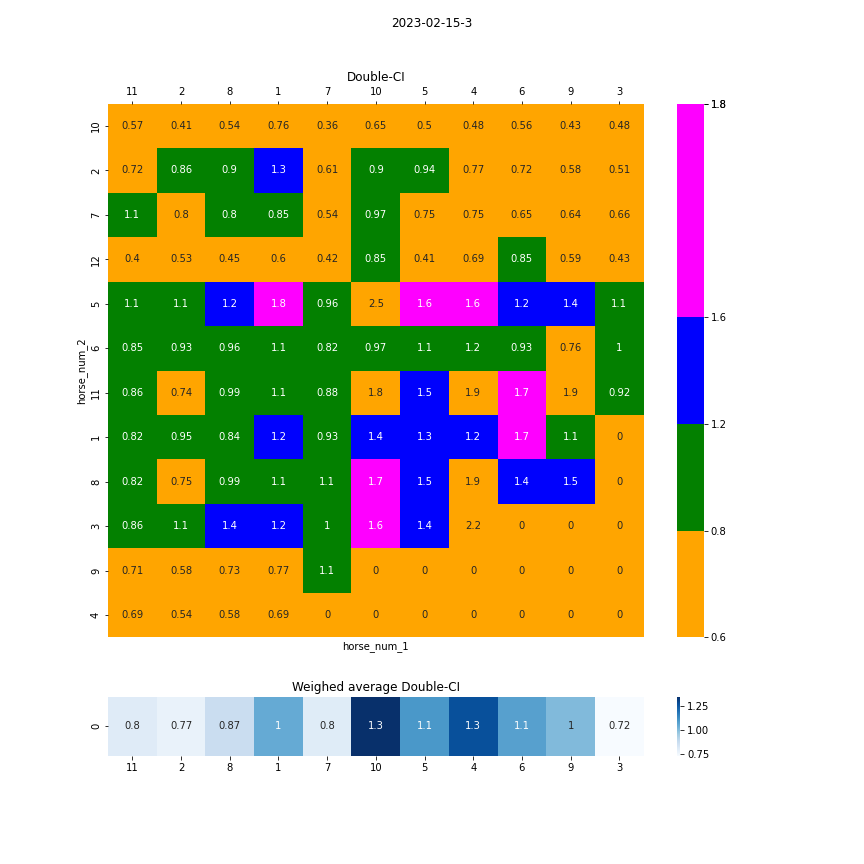 2023-02-15-3
Double-CI
11 2 8 1 7 10 5 4 6 9 3
10 0.57 0.41 0.54 0.76 0.36 0.65 0.5 0.48 0.56 0.43 0.48
2 0.72 0.86 0.9 1.3 0.61 0.9 0.94 0.77 0.72 0.58 0.51
7 1.1 0.8 0.8 0.85 0.54 0.97 0.75 0.75 0.65 0.64 0.66
12 0.4 0.53 0.45 0.6 0.42 0.85 0.41 0.69 0.85 0.59 0.43
5 1.1 1.1 1.2 1.8 0.96 2.5 1.6 1.6 1.2 1.4 1.1
6 0.85 0.93 0.96 1.1 0.82 0.97 1.1 1.2 0.93 0.76 1
11 0.86 0.74 0.99 1.1 0.88 1.8 1.5 1.9 1.7 1.9 0.92
1 0.82 0.95 0.84 1.2 0.93 1.4 1.3 1.2 1.7 1.1 0
8 0.82 0.75 0.99 1.1 1.1 1.7 1.5 1.9 1.4 1.5 0
3 0.86 1.1 1.4 1.2 1 1.6 1.4 2.2 0 0 0
9 0.71 0.58 0.73 0.77 1.1 0 0 0 0 0 0
4 0.69 0.54 0.58 0.69 0 0 0 0 0 0 0
horse_num_2
horse_num_1
1.8
1.6
1.2
0.8
0.6
Weighed average Double-CI
0 0.8 0.77 0.87 1 0.8 1.3 1.1 1.3 1.1 1 0.72
11 2 8 1 7 10 5 4 6 9 3
1.25
1.00
0.75